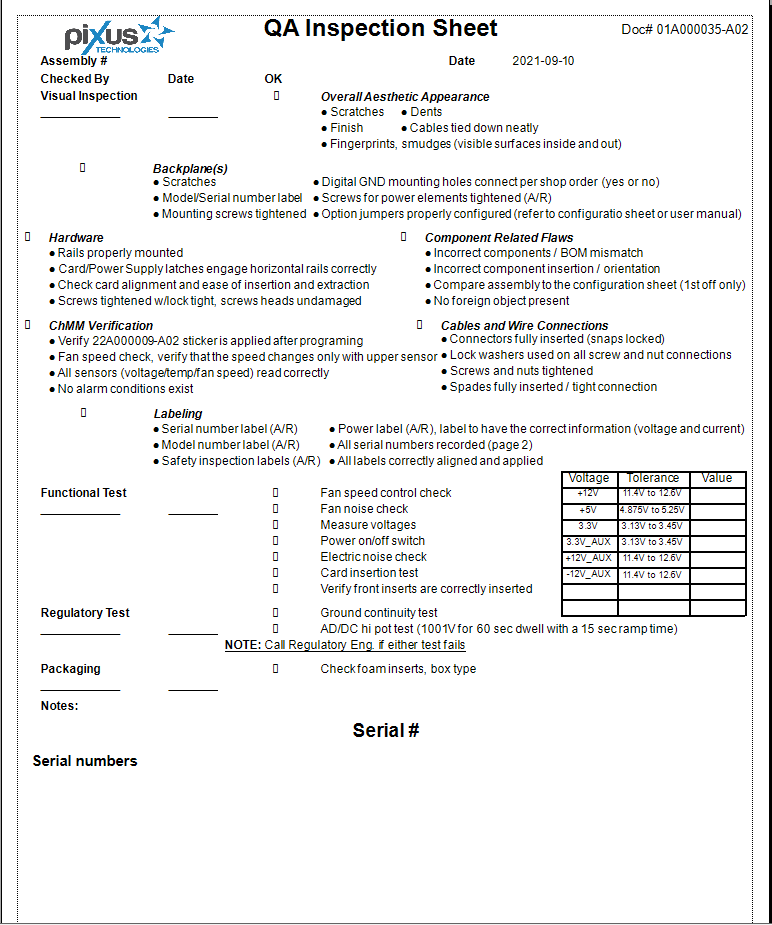 pixus TECHNOLOGIES
QA Inspection Sheet
Doc# 01A000035-A02
Assembly # Date 2021-09-10
Checked By Date OK
Visual Inspection Overall Aesthetic Appearance
● Scratches ● Dents
● Finish ● Cables tied down neatly
● Fingerprints, smudges (visible surfaces inside and out)
Backplane(s)
● Scratches ● Digital GND mounting holes connect per shop order (yes or no)
● Model/Serial number label ● Screws for power elements tightened (A/R)
● Mounting screws tightened ● Option jumpers properly configured (refer to configuratio sheet or user manual)
Hardware
● Rails properly mounted
● Card/Power Supply latches engage horizontal rails correctly
● Check card alignment and ease of insertion and extraction
● Screws tightened w/lock tight, screws heads undamaged
Component Related Flaws
● Incorrect components / BOM mismatch
● Incorrect component insertion / orientation
● Compare assembly to the configuration sheet (1st off only)
● No foreign object present
ChMM Verification
● Verify 22A000009-A02 sticker is applied after programing
● Fan speed check, verify that the speed changes only with upper sensor
● All sensors (voltage/temp/fan speed) read correctly
● No alarm conditions exist
Cables and Wire Connections
● Connectors fully inserted (snaps locked)
● Lock washers used on all screw and nut connections
● Screws and nuts tightened
● Spades fully inserted / tight connection
Labeling
● Serial number label (A/R) ● Power label (A/R), label to have the correct information (voltage and current)
● Model number label (A/R) ● All serial numbers recorded (page 2)
● Safety inspection labels (A/R) ● All labels correctly aligned and applied
Functional Test
Fan speed control check
Fan noise check
Measure voltages
Power on/off switch
Electric noise check
Card insertion test
Verify front inserts are correctly inserted
Voltage Tolerance Value
+12V 11.4V to 12.6V
+5V 4.875V to 5.25V
3.3V 3.13V to 3.45V
3.3V_AUX 3.13V to 3.45V
+12V_AUX 11.4V to 12.6V
-12V_AUX 11.4V to 12.6V
Regulatory Test Ground continuity test
AD/DC hi pot test (1001V for 60 sec dwell with a 15 sec ramp time)
NOTE: Call Regulatory Eng. if either test fails
Packaging Check foam inserts, box type
Notes:
Serial #
Serial numbers